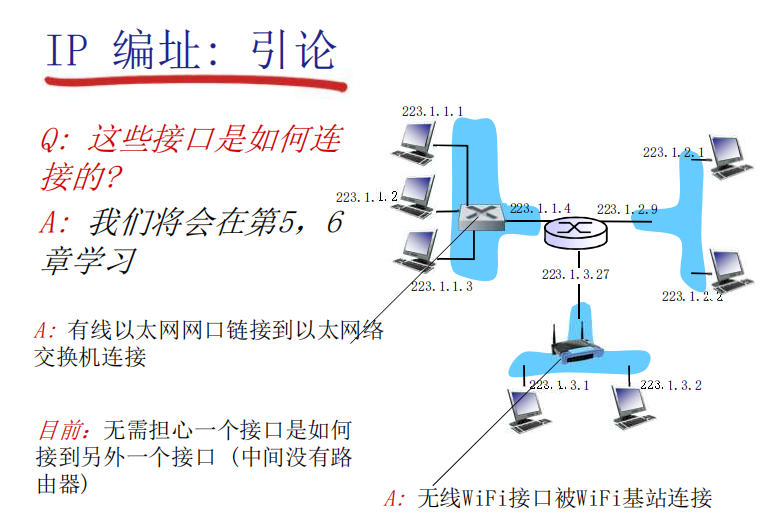 IP 编址: 引论
Q: 这些接口是如何连
接的?
A: 我们将会在第5，6
章学习
A: 有线以太网网口链接到以太网络
交换机连接
目前：无需担心一个接口是如何
接到另外一个接口 (中间没有路
由器)
223.1.1.1
223.1.1.2
223.1.1.3
223.1.1.4
223.1.2.9
223.1.2.1
223.1.2.2
223.1.3.27
223.1.3.1
223.1.3.2
A: 无线WiFi接口被WiFi基站连接